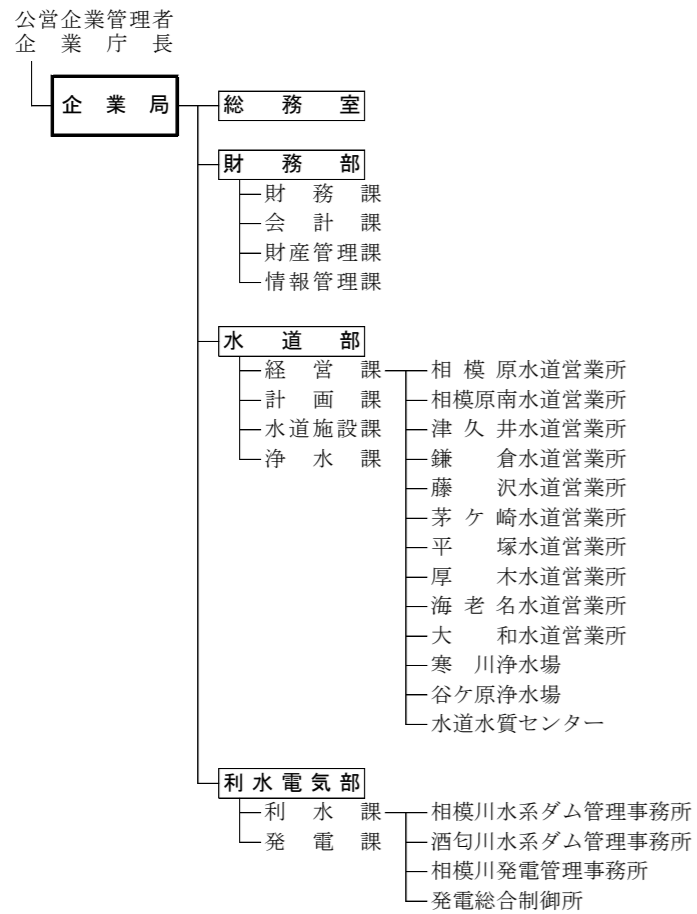 公営企業管理者
企業庁長
企業局
総務室
財務部
財務課
会計課
財産管理課
情報管理課
水道部
経営課
計画課
水道施設課
浄水課
相模原水道営業所
相模原南水道営業所
津久井水道営業所
鎌倉水道営業所
藤沢水道営業所
茅ケ崎水道営業所
平塚水道営業所
厚木水道営業所
海老名水道営業所
大和水道営業所
寒川浄水場
谷ケ原浄水場
水道水質センター
利水電気部
利水課
発電課
相模川水系ダム管理事務所
酒匂川水系ダム管理事務所
相模川発電管理事務所
発電総合制御所